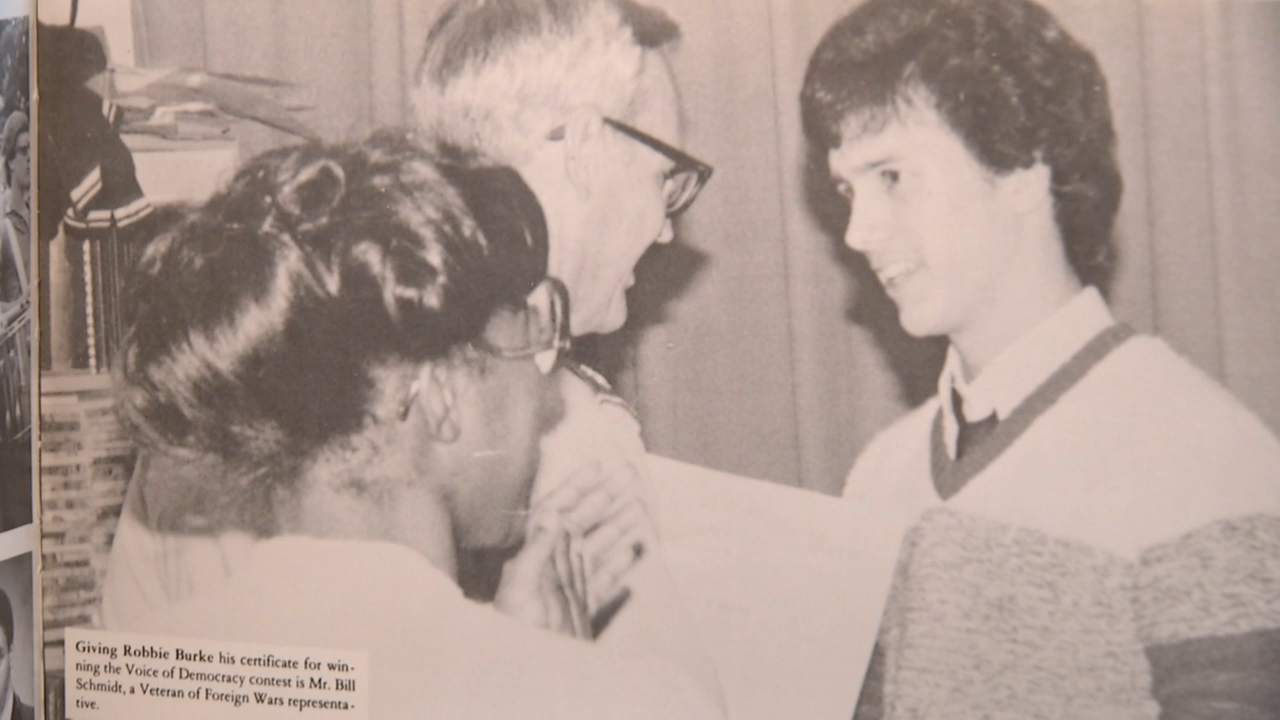 Giving Robbie Burke his certificate for win-
ning the Voice of Democracy contest is Mr. Bill
Schmidt, a Veteran of Foreign Wars representa-
tive.